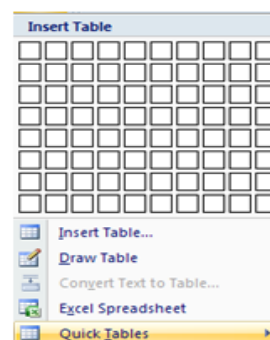 Insert Table
Insert Table...
Draw Table
Convert Text to Table...
Excel Spreadsheet
Quick Tables